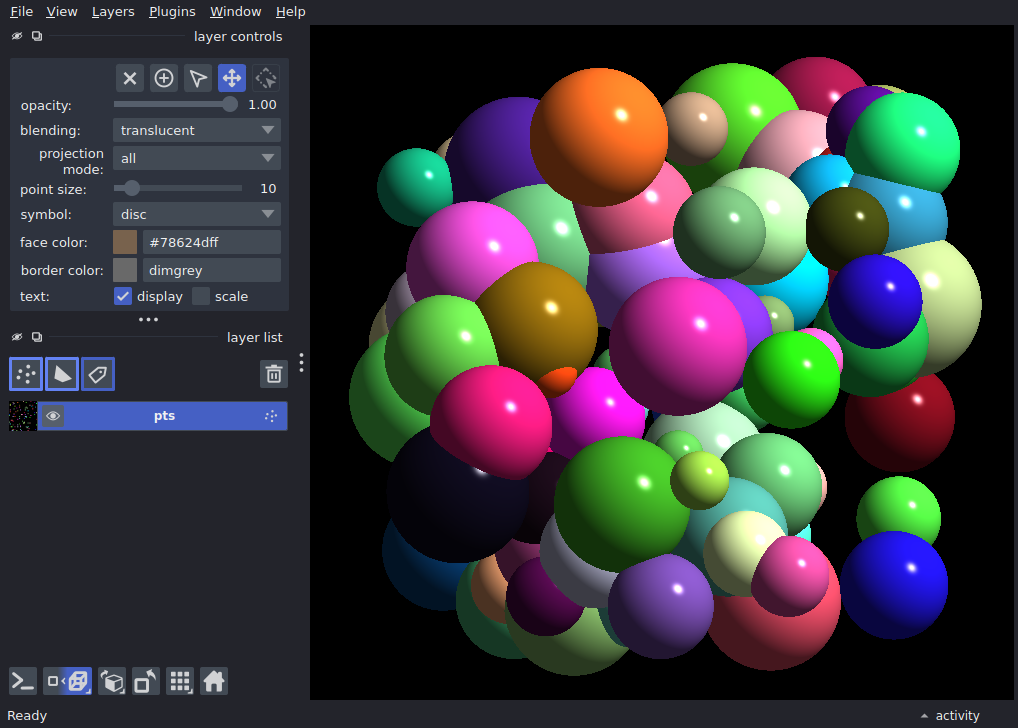 File View Layers Plugins Window Help
layer controls
opacity: 1.00
blending: translucent
projection
mode: all
point size: 10
symbol: disc
face color: #78624dff
border color: dimgrey
text: display scale
layer list
pts
Ready activity